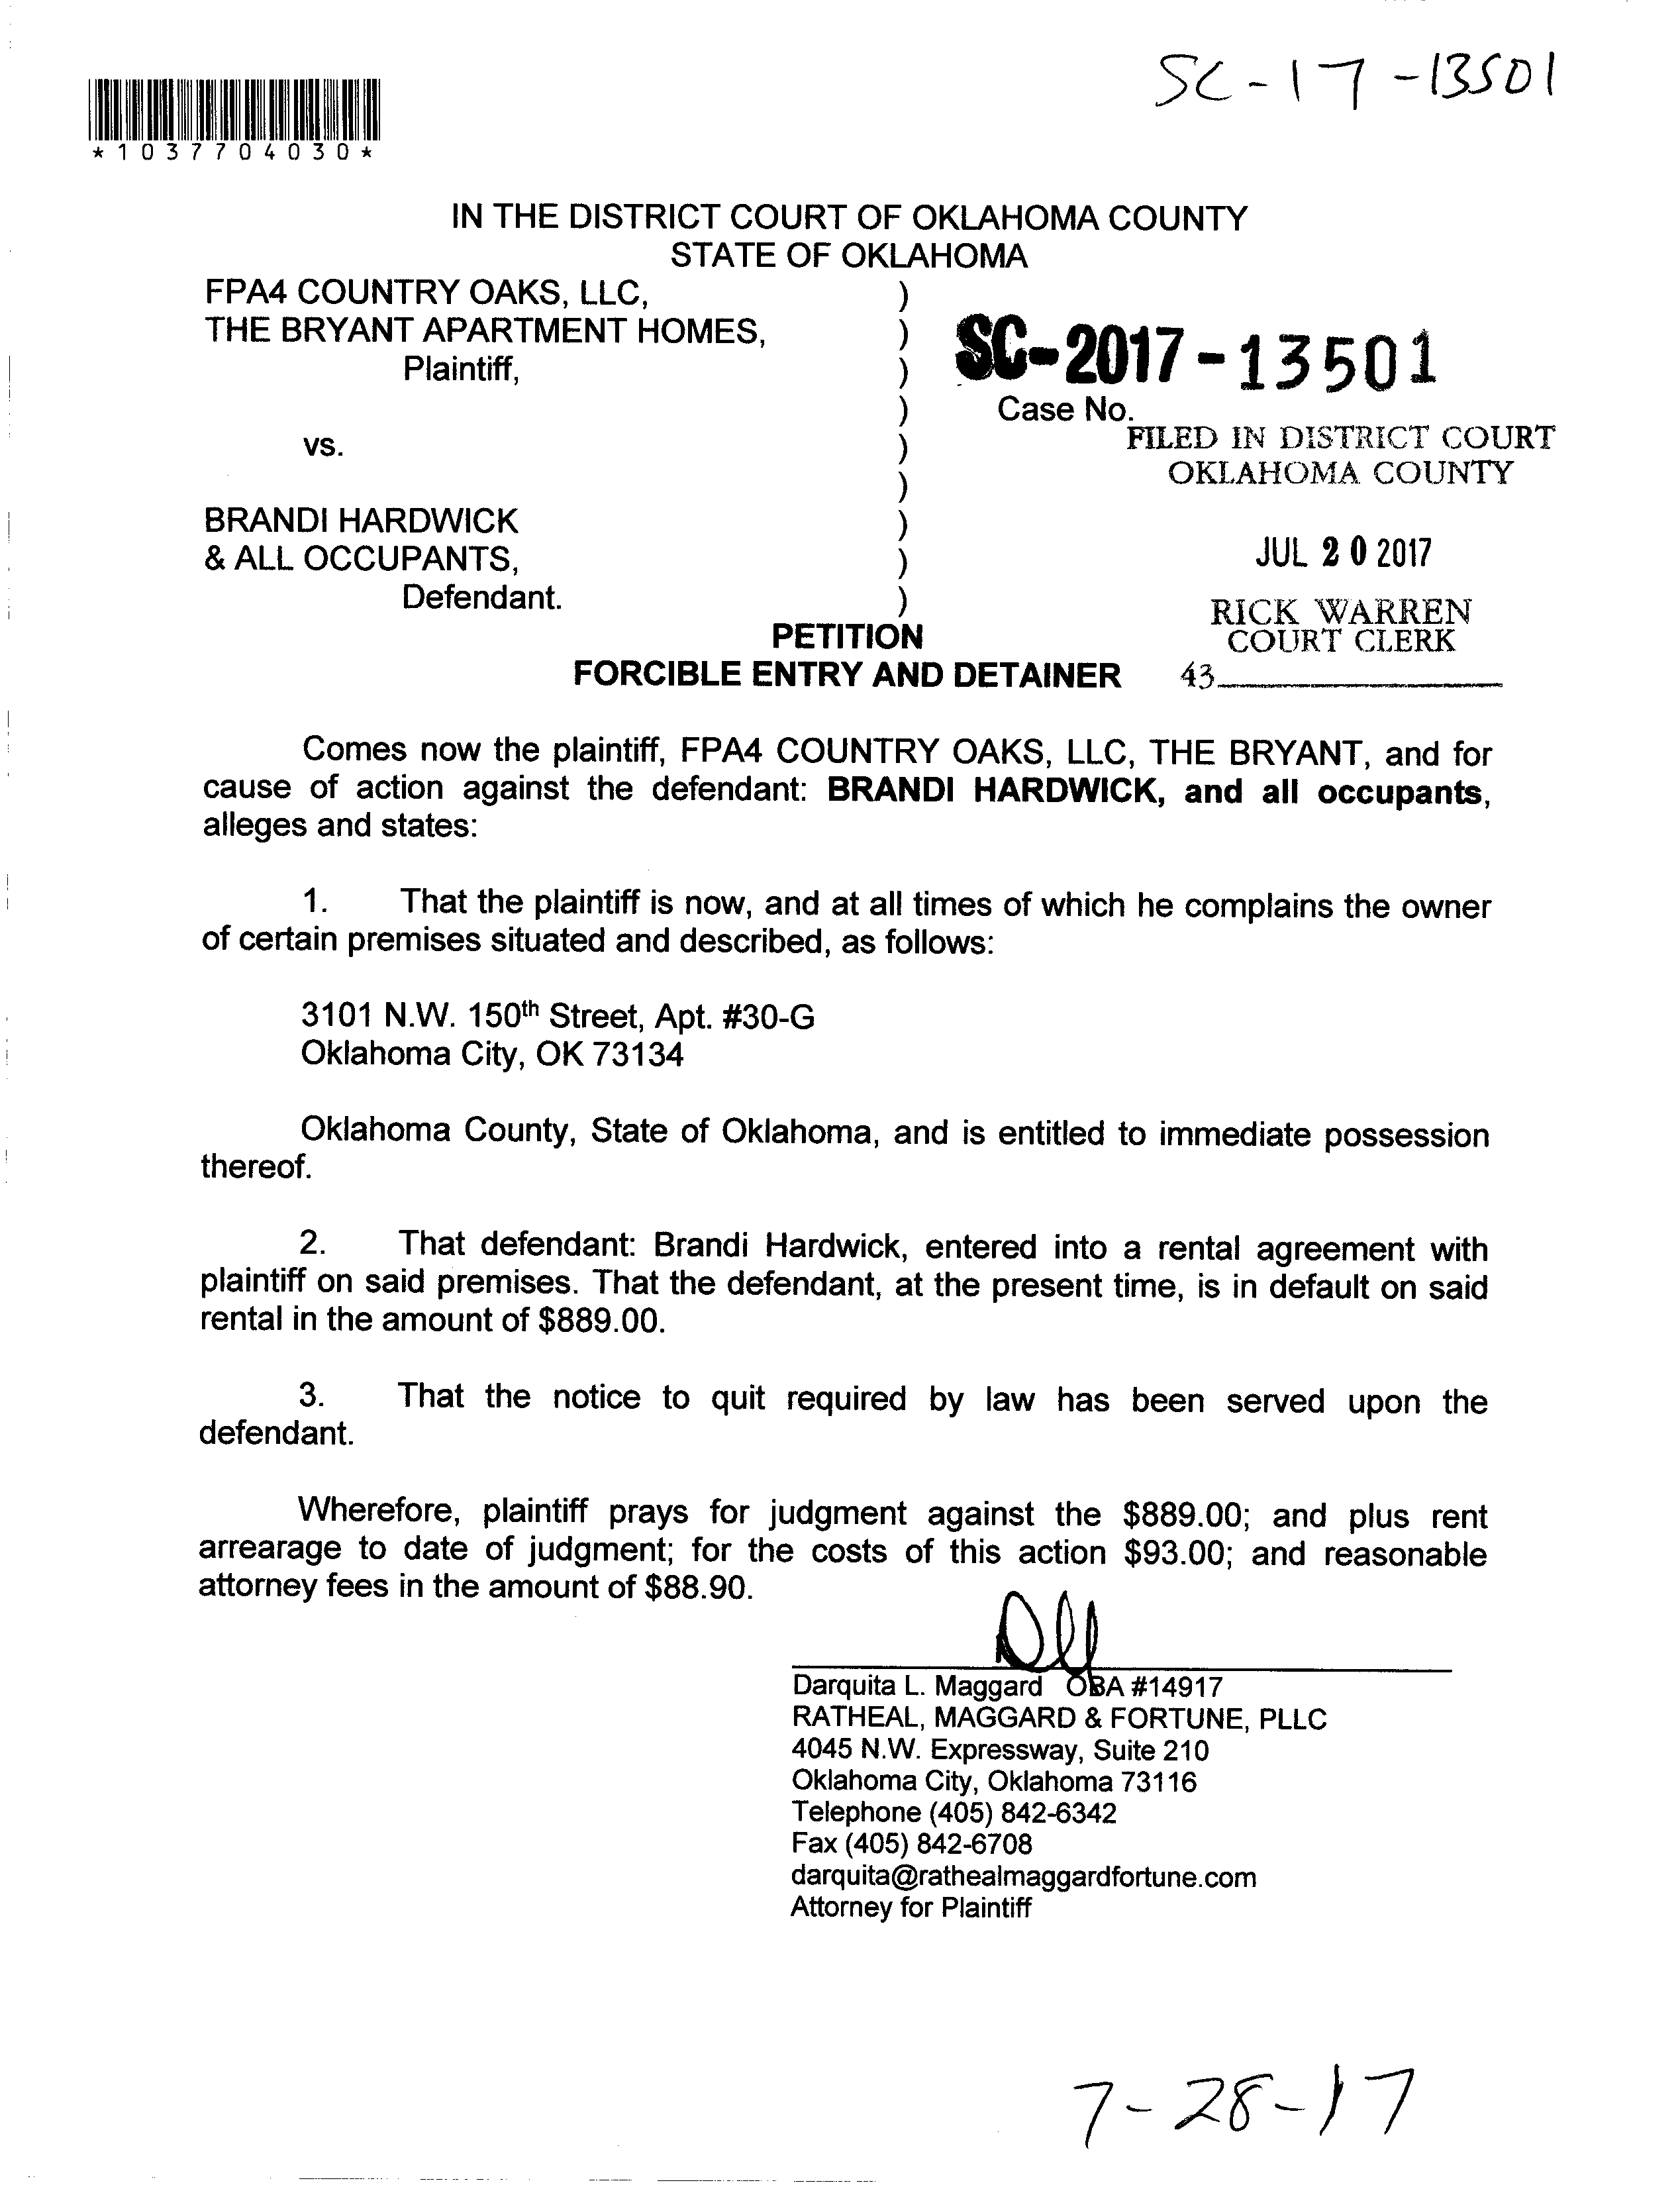 SC-17-13501
*1037704030*
IN THE DISTRICT COURT OF OKLAHOMA COUNTY
STATE OF OKLAHOMA
FPA4 COUNTRY OAKS, LLC, )
THE BRYANT APARTMENT HOMES, )
Plaintiff, )
SC-2017-13501
) Case No.
vs. )
FILED IN DISTRICT COURT
OKLAHOMA COUNTY
)
BRANDI HARDWICK )
& ALL OCCUPANTS, )
JUL 20 2017
Defendant. )
RICK WARREN
COURT CLERK
PETITION
FORCIBLE ENTRY AND DETAINER
43
Comes now the plaintiff, FPA4 COUNTRY OAKS, LLC, THE BRYANT, and for
cause of action against the defendant: BRANDI HARDWICK, and all occupants,
alleges and states:
1. That the plaintiff is now, and at all times of which he complains the owner
of certain premises situated and described, as follows:
3101 N.W. 150th Street, Apt. #30-G
Oklahoma City, OK 73134
Oklahoma County, State of Oklahoma, and is entitled to immediate possession
thereof.
2. That defendant: Brandi Hardwick, entered into a rental agreement with
plaintiff on said premises. That the defendant, at the present time, is in default on said
rental in the amount of $889.00.
3. That the notice to quit required by law has been served upon the
defendant.
Wherefore, plaintiff prays for judgment against the $889.00; and plus rent
arrearage to date of judgment; for the costs of this action $93.00; and reasonable
attorney fees in the amount of $88.90.
Darquita L. Maggard OBA #14917
RATHEAL, MAGGARD & FORTUNE, PLLC
4045 N.W. Expressway, Suite 210
Oklahoma City, Oklahoma 73116
Telephone (405) 842-6342
Fax (405) 842-6708
darquita@rathealmaggardfortune.com
Attorney for Plaintiff
7-28-17